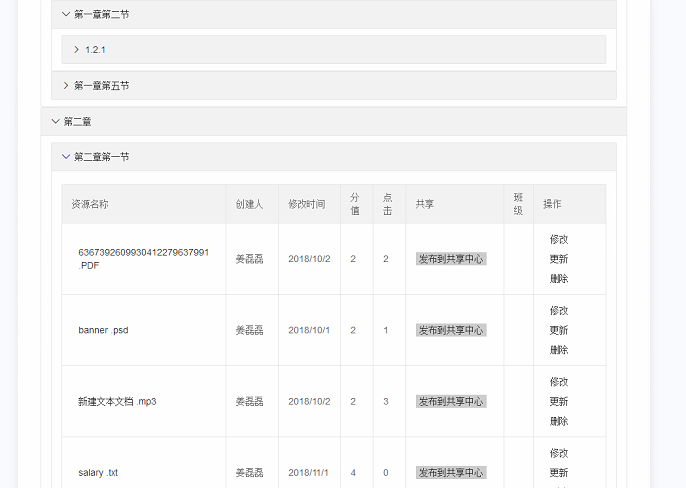 第一章第二节
1.2.1
第一章第五节
第二章
第二章第一节
资源名称 创建人 修改时间 分值 点击 共享 班级 操作
6367392609930412279637991.PDF 姜磊磊 2018/10/2 2 2 发布到共享中心 修改
更新
删除
banner .psd 姜磊磊 2018/10/1 2 1 发布到共享中心 修改
更新
删除
新建文本文档 .mp3 姜磊磊 2018/10/2 2 3 发布到共享中心 修改
更新
删除
salary .txt 姜磊磊 2018/11/1 4 0 发布到共享中心 修改
更新